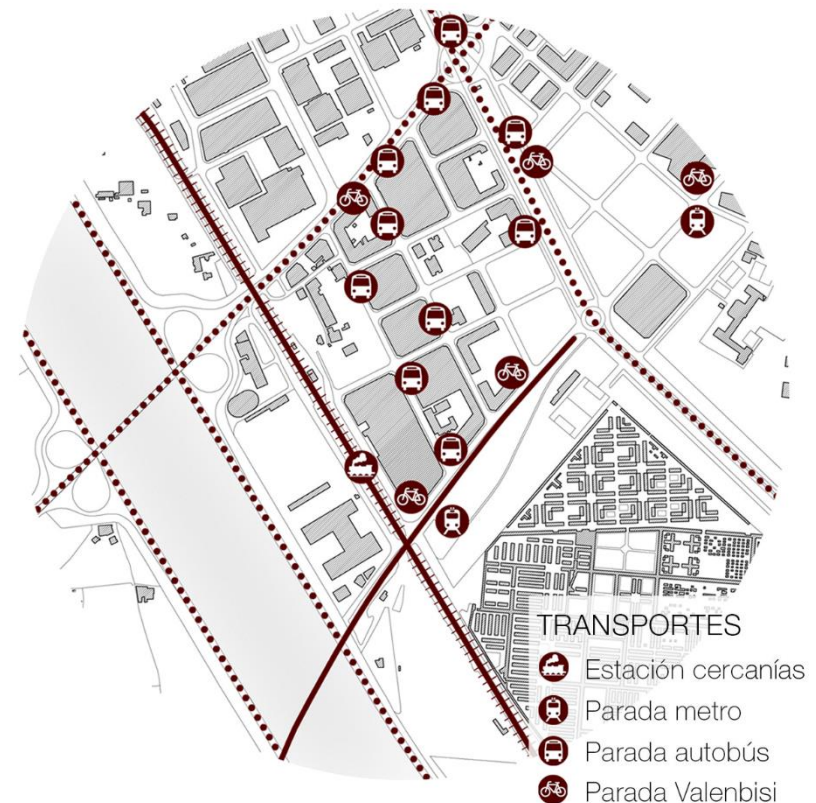 TRANSPORTES
Estación cercanías
Parada metro
Parada autobús
Parada Valenbisi